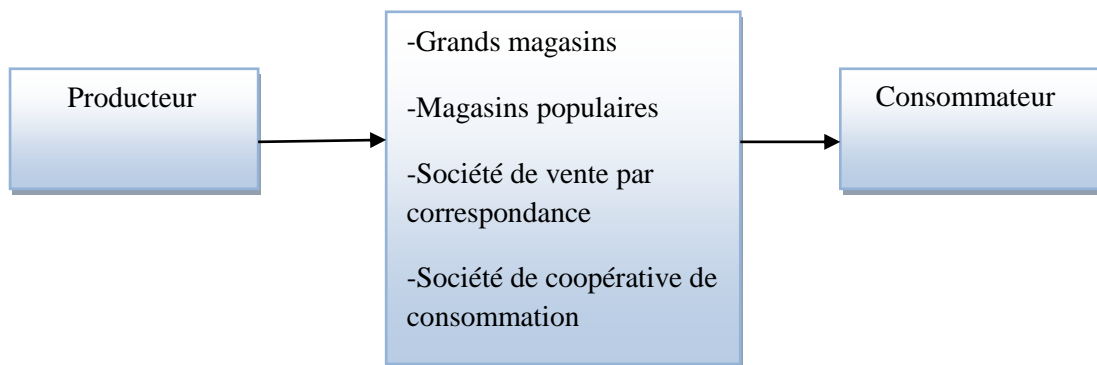 Producteur
-Grands magasins
-Magasins populaires
-Société de vente par
correspondance
-Société de coopérative de
consommation
Consommateur